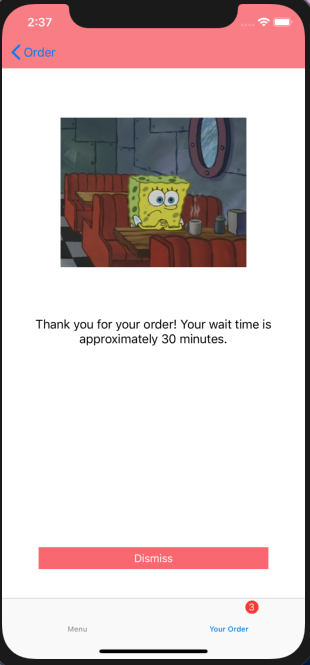 2:37
Order
Thank you for your order! Your wait time is
approximately 30 minutes.
Dismiss
3
Menu
Your Order